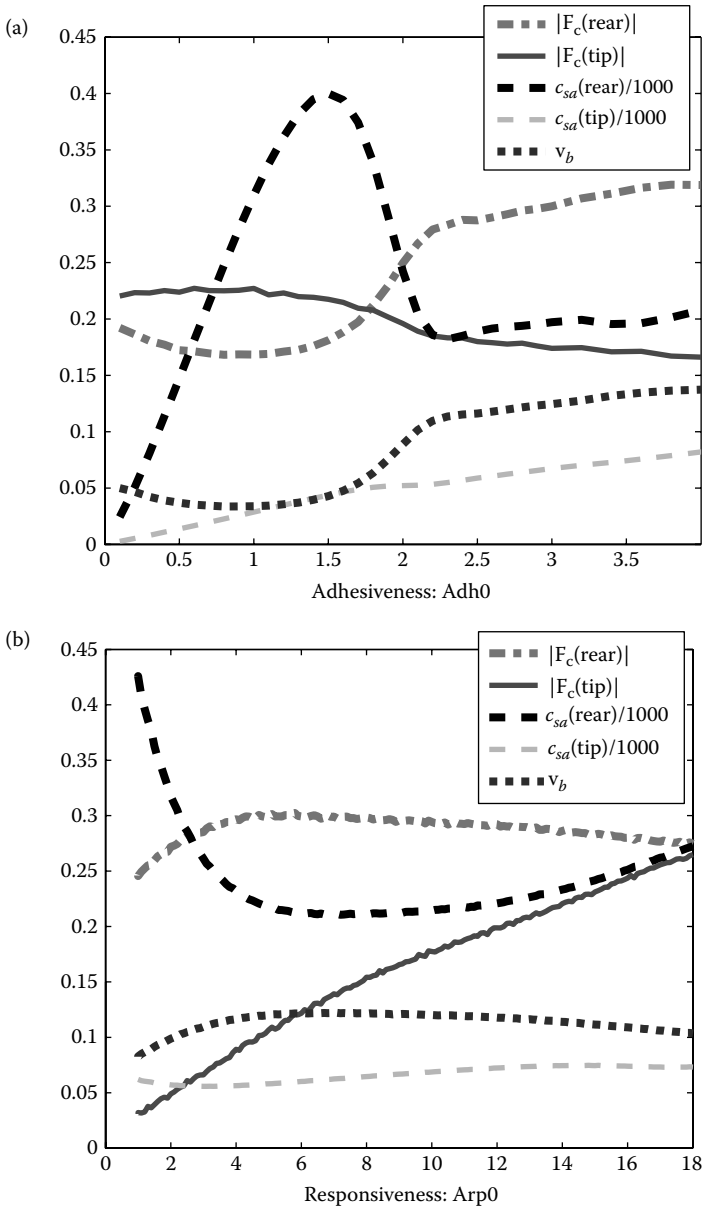 (a)
0.45
0.4
0.35
0.3
0.25
0.2
0.15
0.1
0.05
0
|F_c(rear)|
|F_c(tip)|
c_sa(rear)/1000
c_sa(tip)/1000
v_b
0 0.5 1 1.5 2 2.5 3 3.5
Adhesiveness: Adh0
(b)
0.45
0.4
0.35
0.3
0.25
0.2
0.15
0.1
0.05
0
|F_c(rear)|
|F_c(tip)|
c_sa(rear)/1000
c_sa(tip)/1000
v_b
0 2 4 6 8 10 12 14 16 18
Responsiveness: Arp0